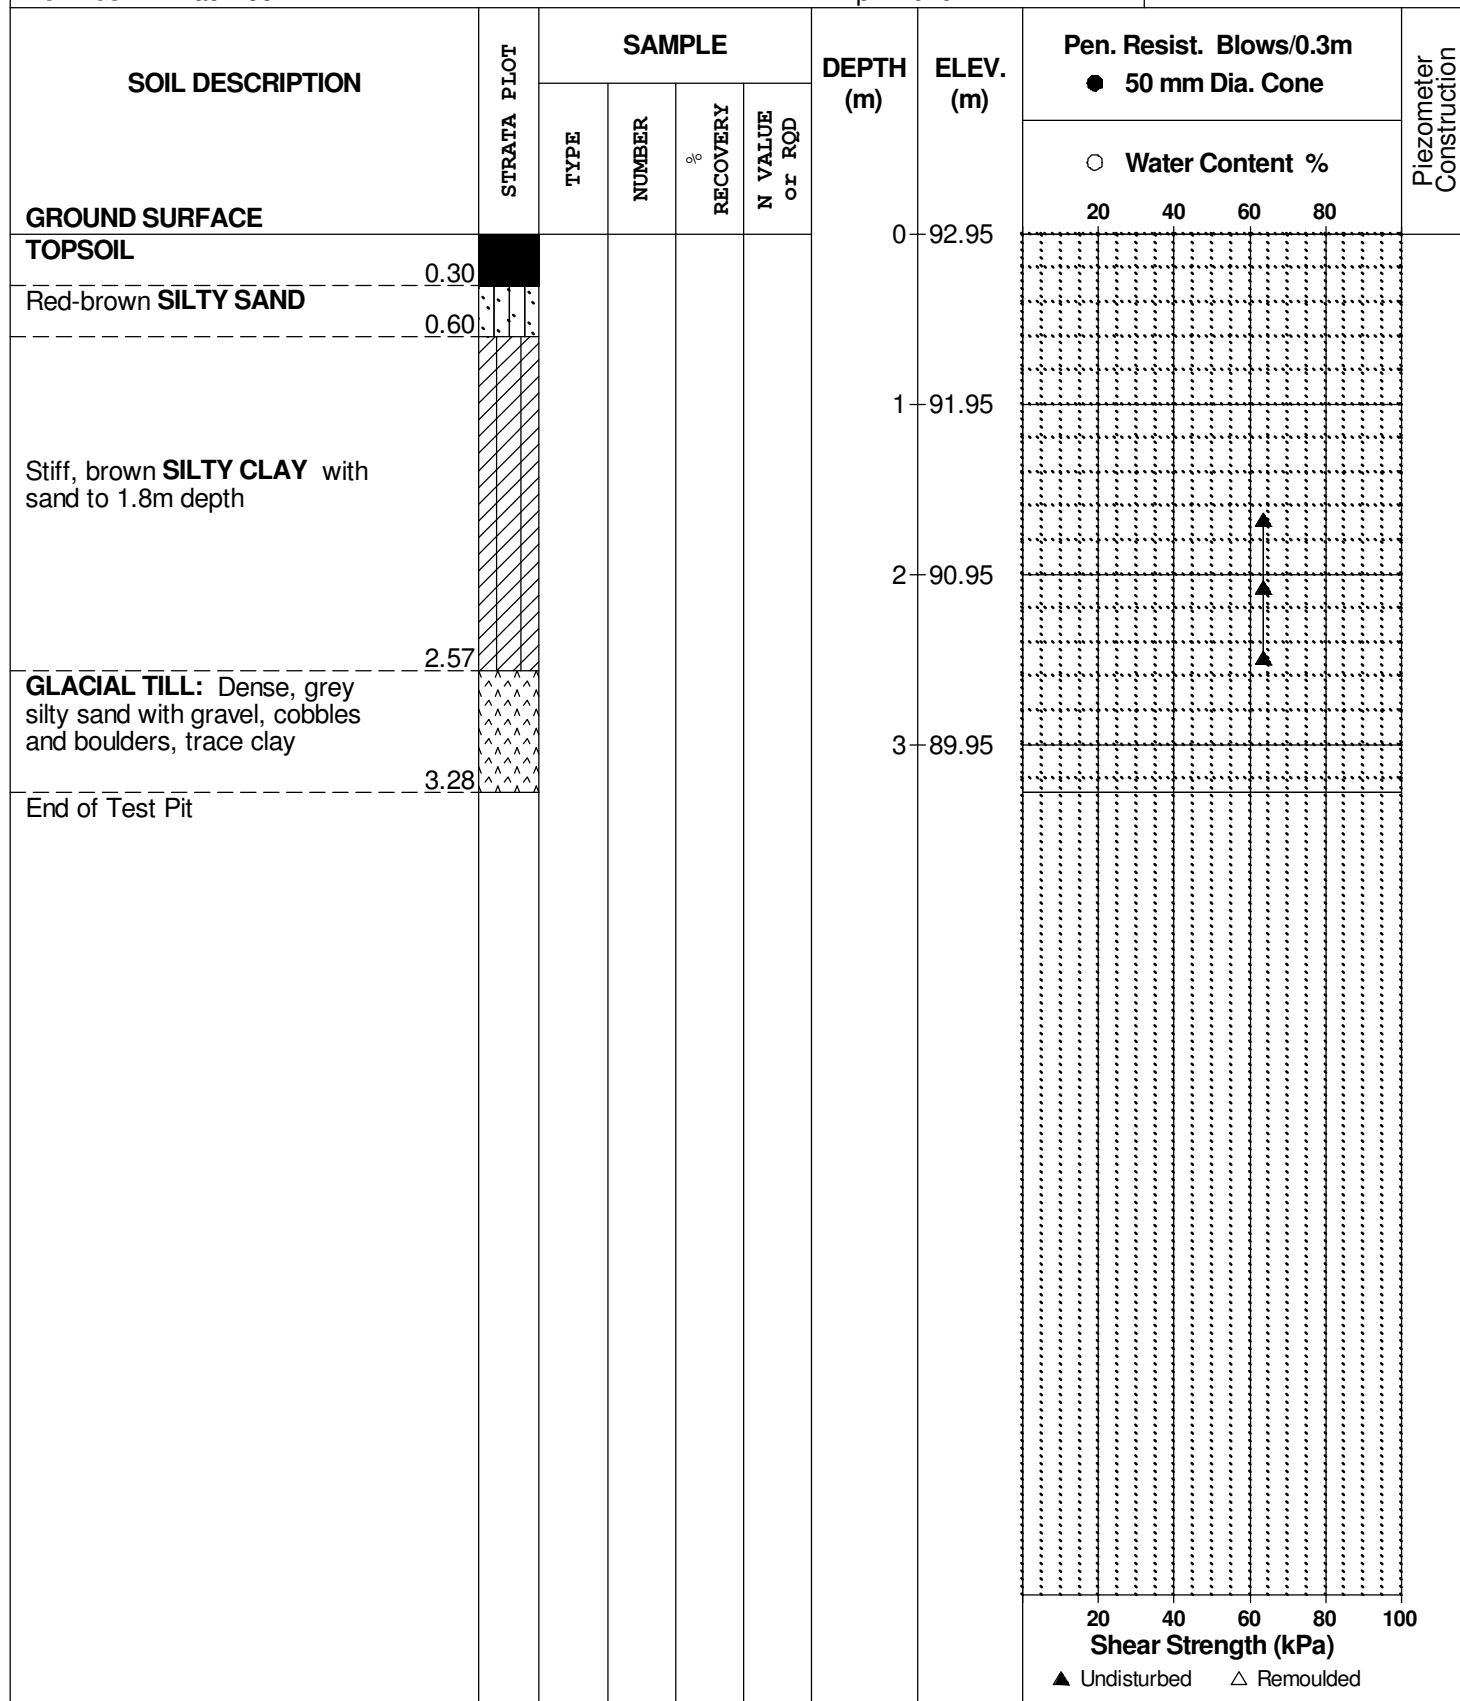 SOIL DESCRIPTION
STRATA PLOT
SAMPLE
TYPE
NUMBER
%
RECOVERY
N VALUE
or RQD
DEPTH
(m)
ELEV.
(m)
Pen. Resist. Blows/0.3m
● 50 mm Dia. Cone
○ Water Content %
20 40 60 80
Piezometer
Construction
GROUND SURFACE
0 92.95
TOPSOIL
0.30
Red-brown SILTY SAND
0.60
1 91.95
Stiff, brown SILTY CLAY with
sand to 1.8m depth
2 90.95
2.57
GLACIAL TILL: Dense, grey
silty sand with gravel, cobbles
and boulders, trace clay
3 89.95
3.28
End of Test Pit
20 40 60 80 100
Shear Strength (kPa)
▲ Undisturbed △ Remoulded